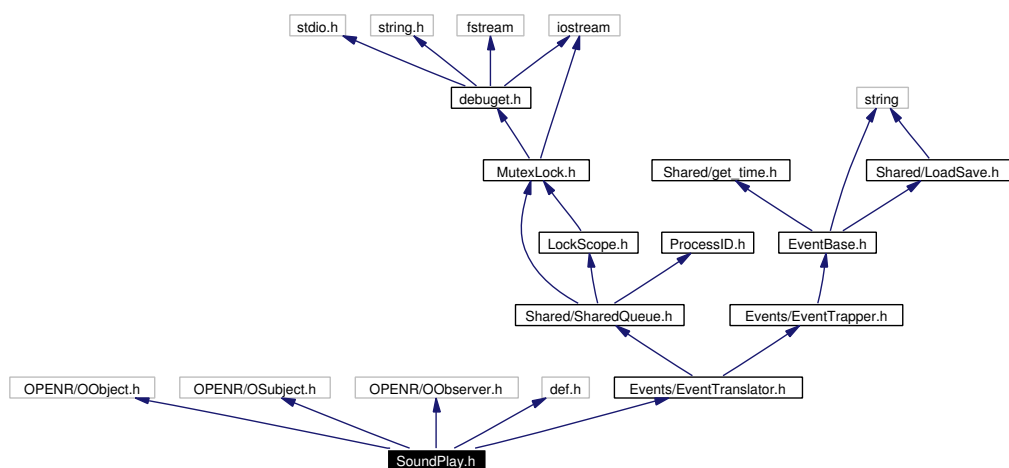 stdio.h
string.h
fstream
iostream
debuget.h
string
MutexLock.h
Shared/get_time.h
Shared/LoadSave.h
LockScope.h
ProcessID.h
EventBase.h
Shared/SharedQueue.h
Events/EventTrapper.h
OPENR/OObject.h
OPENR/OSubject.h
OPENR/OObserver.h
def.h
Events/EventTranslator.h
SoundPlay.h